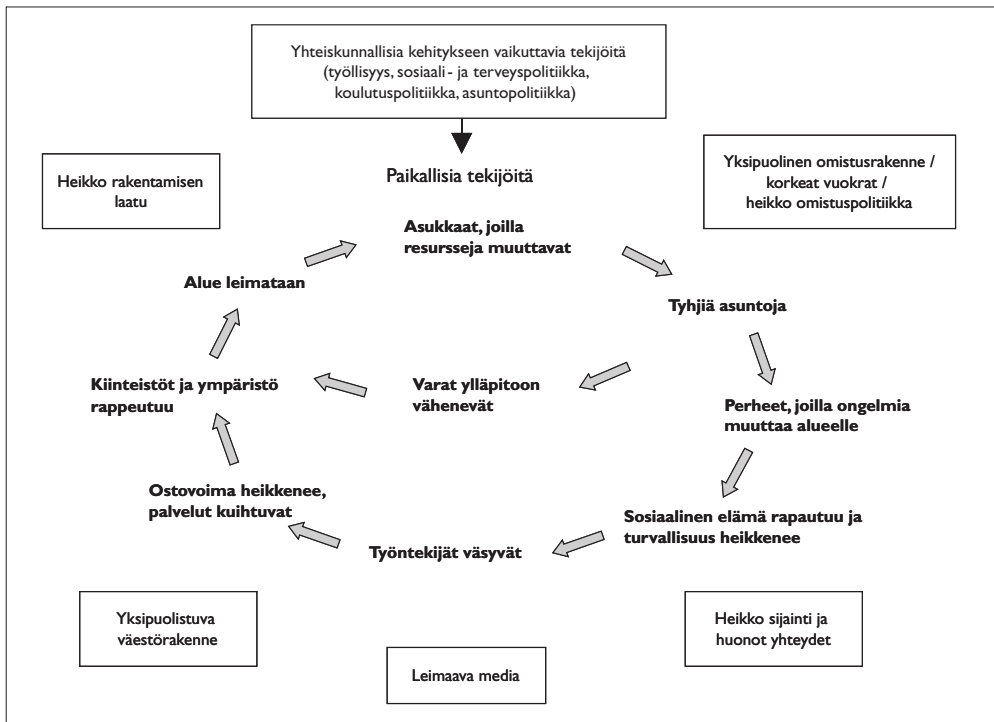 Yhteiskunnallisia kehitykseen vaikuttavia tekijöitä
(työllisyys, sosiaali- ja terveyspolitiikka,
koulutuspolitiikka, asuntopolitiikka)
Heikko rakentamisen
laatu
Paikallisia tekijöitä
Yksipuolinen omistusrakenne /
korkeat vuokrat /
heikko omistuspolitiikka
Asukkaat, joilla
resursseja muuttavat
Alue leimataan
Tyhjiä asuntoja
Kiinteistöt ja ympäristö
rappeutuu
Varat ylläpitoon
vähenevät
Perheet, joilla ongelmia
muuttaa alueelle
Ostovoima heikkenee,
palvelut kuihtuvat
Sosiaalinen elämä rapautuu ja
turvallisuus heikkenee
Työntekijät väsyvät
Yksipuolistuva
väestörakenne
Leimaava media
Heikko sijainti ja
huonot yhteydet